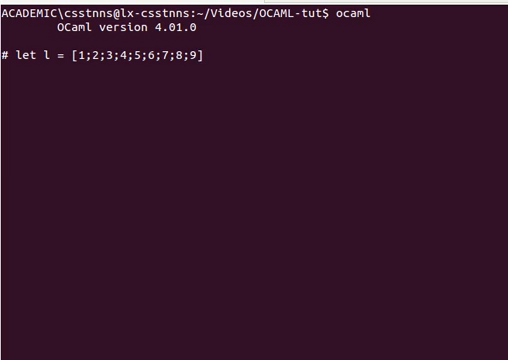 ACADEMIC\csstnns@lx-csstnns:~/Videos/OCAML-tut$ ocaml
OCaml version 4.01.0
# let l = [1;2;3;4;5;6;7;8;9]